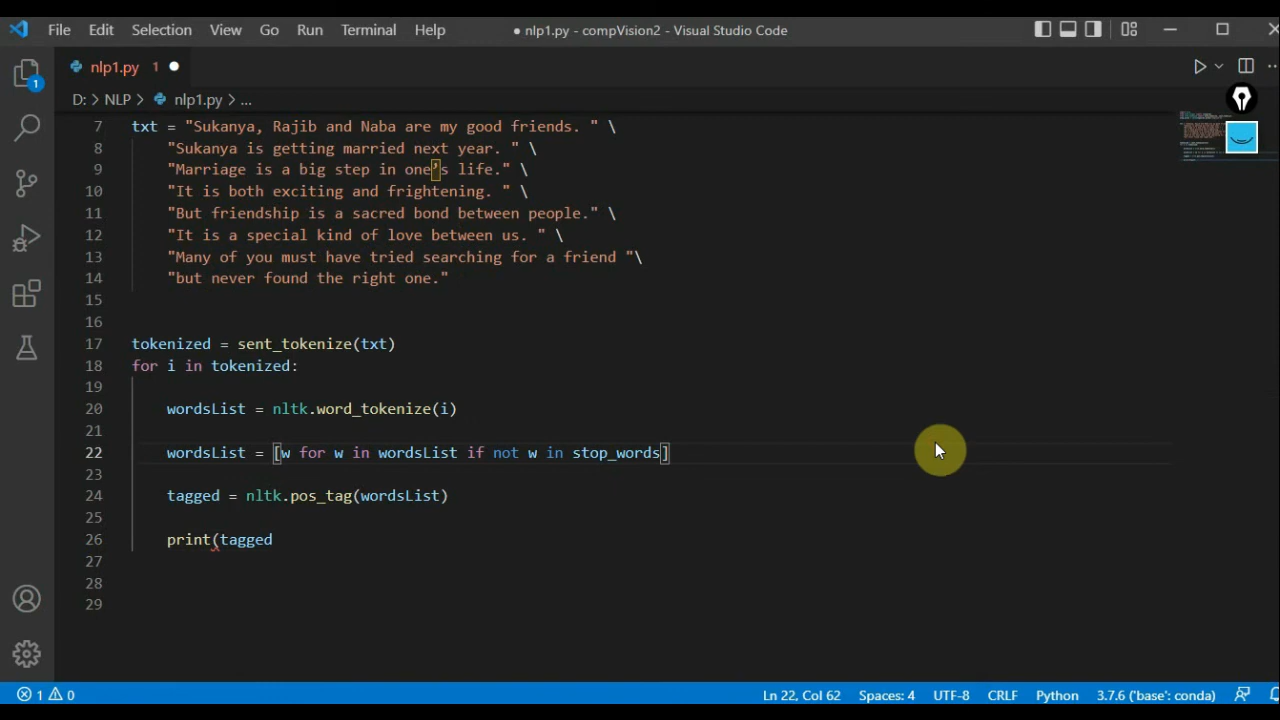 File Edit Selection View Go Run Terminal Help ● nlp1.py - compVision2 - Visual Studio Code
nlp1.py 1
D: > NLP > nlp1.py > ...
1
7 txt = "Sukanya, Rajib and Naba are my good friends. " \
8 "Sukanya is getting married next year. " \
9 "Marriage is a big step in one’s life." \
10 "It is both exciting and frightening. " \
11 "But friendship is a sacred bond between people." \
12 "It is a special kind of love between us. " \
13 "Many of you must have tried searching for a friend "\
14 "but never found the right one."
15
16
17 tokenized = sent_tokenize(txt)
18 for i in tokenized:
19
20 wordsList = nltk.word_tokenize(i)
21
22 wordsList = [w for w in wordsList if not w in stop_words]
23
24 tagged = nltk.pos_tag(wordsList)
25
26 print(tagged
27
28
29
1 0 Ln 22, Col 62 Spaces: 4 UTF-8 CRLF Python 3.7.6 ('base': conda)